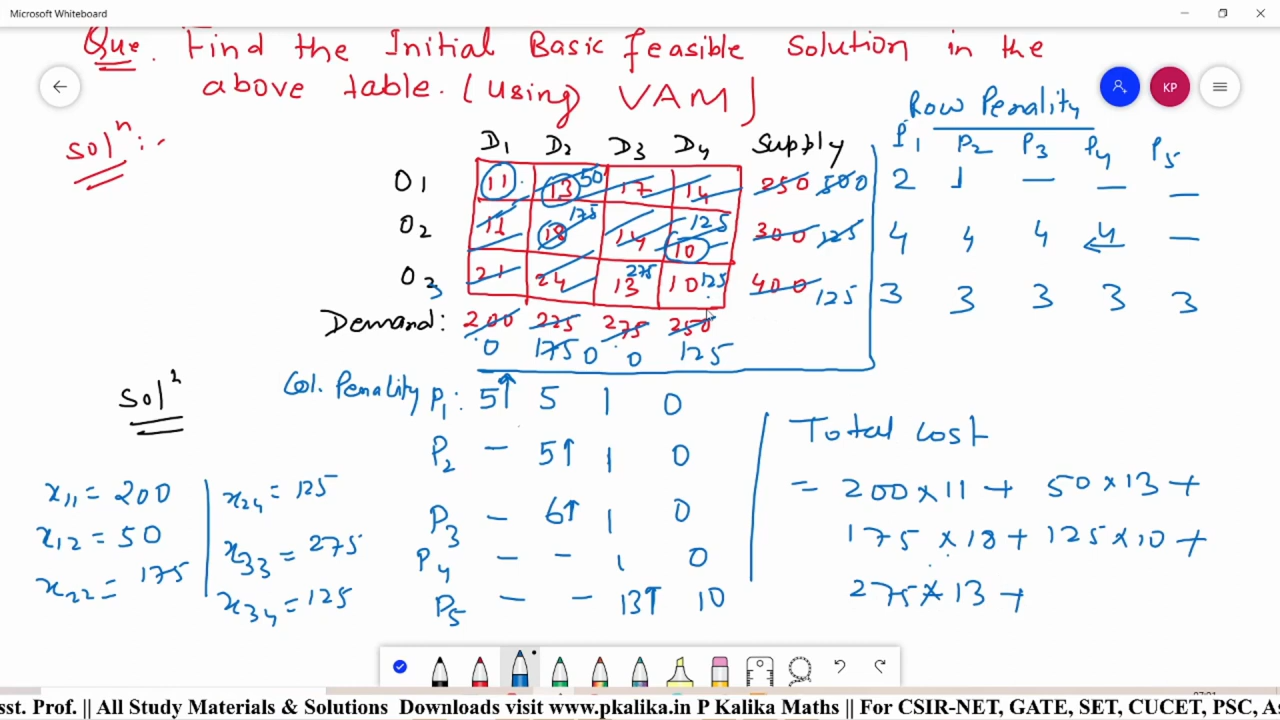 Microsoft Whiteboard
Que. Find the Initial Basic feasible Solution in the
above table. (Using VAM)
KP
Solⁿ :-
Row Penality
D1 D2 D3 D4 Supply P1 P2 P3 P4 P5
O1 11 13 50 17 14 250 500 2 1 — — —
O2 11 18 175 14 10 125 300 125 4 4 4 4 —
O3 21 24 13 275 10 125 400 125 3 3 3 3 3
Demand: 200 225 275 250
0 175 0 0 125
Solⁿ
Col. Penality P1: 5↑ 5 1 0
P2 — 5↑ 1 0
P3 — 6↑ 1 0
P4 — — 1 0
P5 — — 13↑ 10
x11 = 200
x12 = 50
x22 = 175
x24 = 125
x33 = 275
x34 = 125
Total cost
= 200×11 + 50×13 +
175 × 18 + 125×10 +
275×13 +
sst. Prof. || All Study Materials & Solutions Downloads visit www.pkalika.in P Kalika Maths || For CSIR-NET, GATE, SET, CUCET, PSC, A